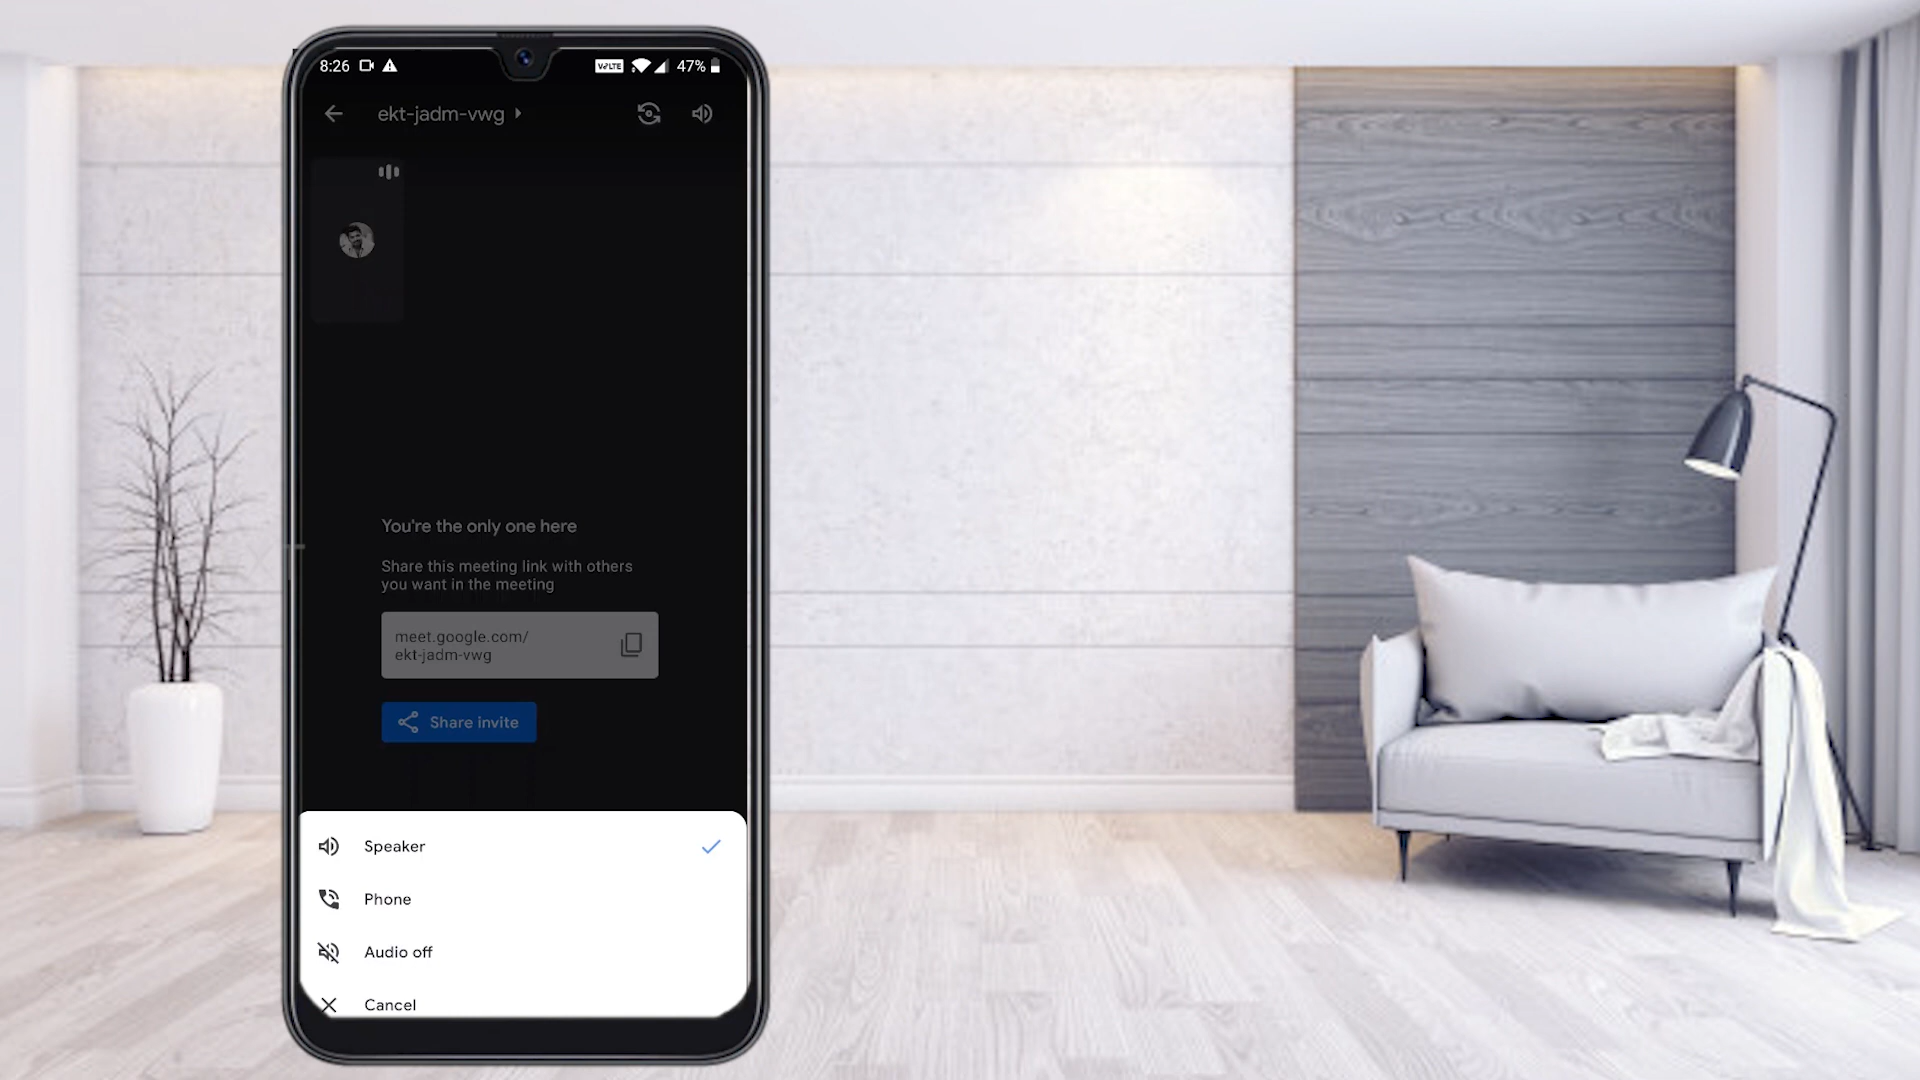 8:26 VoLTE 47%
ekt-jadm-vwg
You're the only one here
Share this meeting link with others
you want in the meeting
meet.google.com/
ekt-jadm-vwg
Share invite
Speaker
Phone
Audio off
Cancel